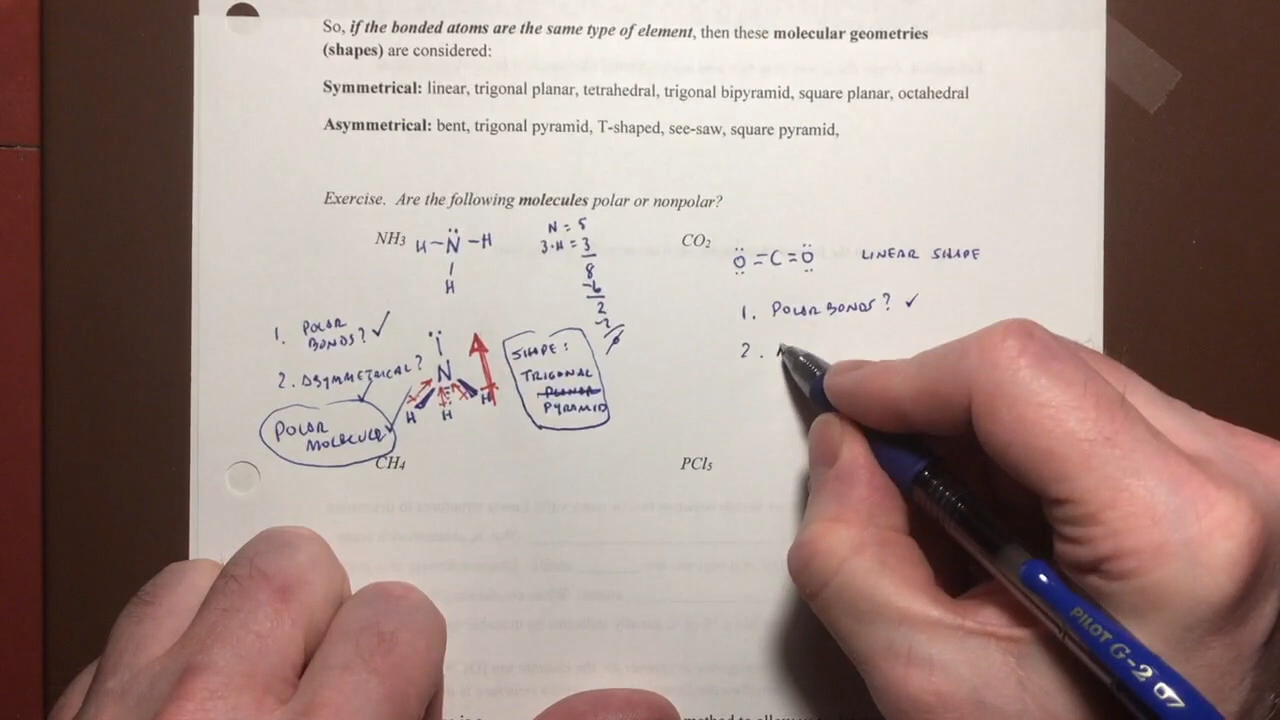 So, if the bonded atoms are the same type of element, then these molecular geometries
(shapes) are considered:
Symmetrical: linear, trigonal planar, tetrahedral, trigonal bipyramid, square planar, octahedral
Asymmetrical: bent, trigonal pyramid, T-shaped, see-saw, square pyramid,
Exercise. Are the following molecules polar or nonpolar?
NH3
H–N–H
H
N = 5
3·H = 3
8
-6
2
-2
0
1. POLAR
BONDS? ✓
2. ASYMMETRICAL?
POLAR
MOLECULE
N
H
H
H
SHAPE:
TRIGONAL
PLANAR
PYRAMID
CO2
O=C=O
LINEAR SHAPE
1. POLAR BONDS? ✓
2.
CH4
PCl5
PILOT G-2 07